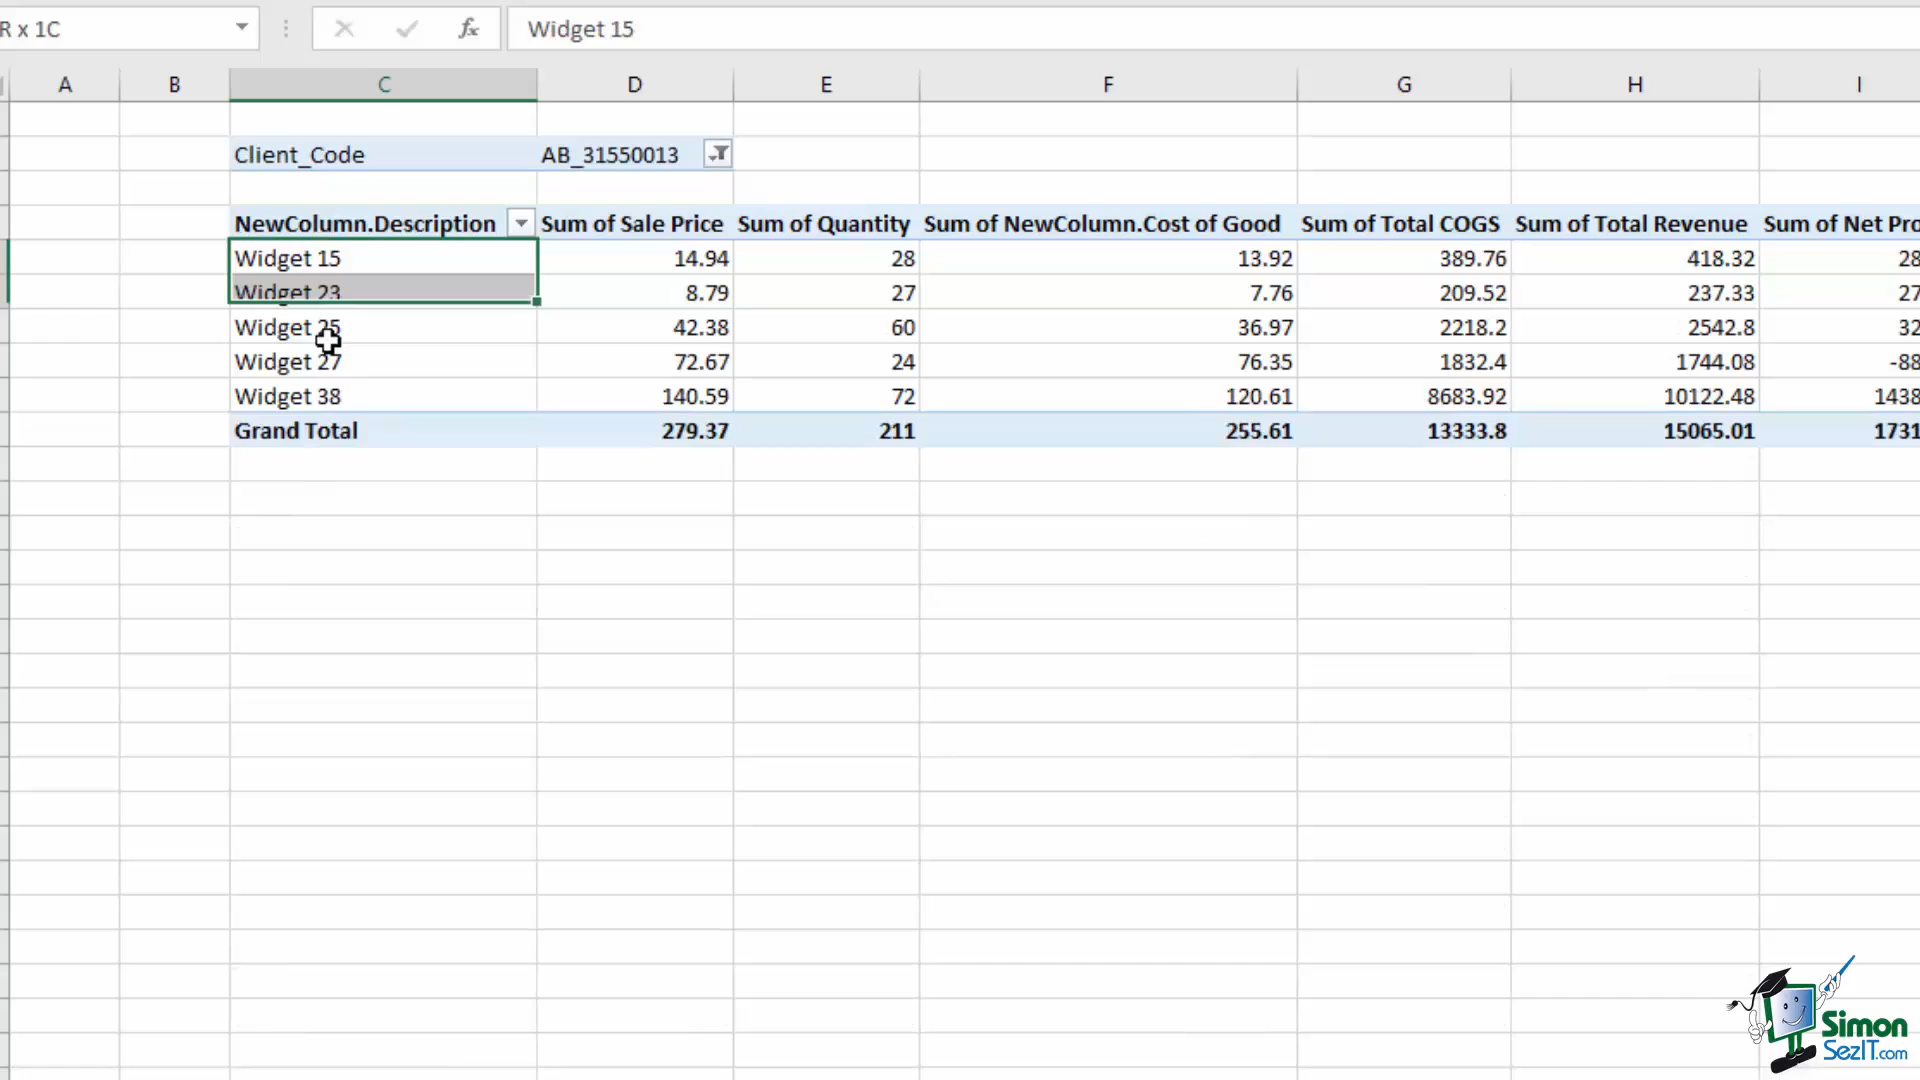 R x 1C fx Widget 15
A B C D E F G H I
Client_Code AB_31550013
NewColumn.Description Sum of Sale Price Sum of Quantity Sum of NewColumn.Cost of Good Sum of Total COGS Sum of Total Revenue Sum of Net Pro
Widget 15 14.94 28 13.92 389.76 418.32 28
Widget 23 8.79 27 7.76 209.52 237.33 27
Widget 25 42.38 60 36.97 2218.2 2542.8 32
Widget 27 72.67 24 76.35 1832.4 1744.08 -88
Widget 38 140.59 72 120.61 8683.92 10122.48 1438
Grand Total 279.37 211 255.61 13333.8 15065.01 1731
Simon
SezIT.com